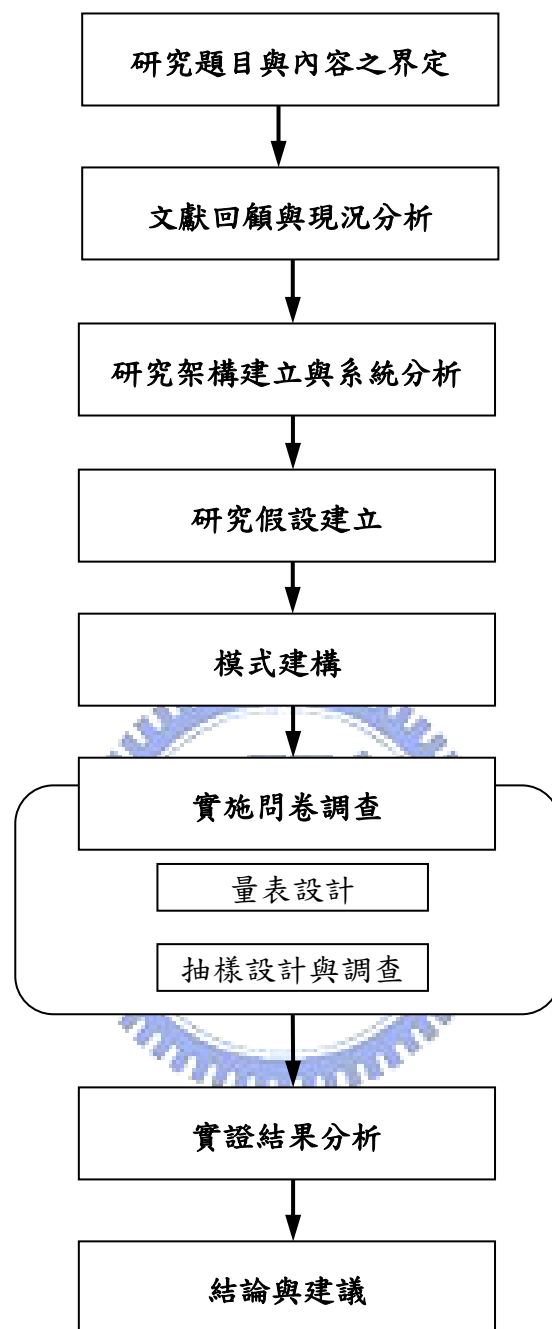 研究題目與內容之界定
文獻回顧與現況分析
研究架構建立與系統分析
研究假設建立
模式建構
實施問卷調查
量表設計
抽樣設計與調查
實證結果分析
結論與建議